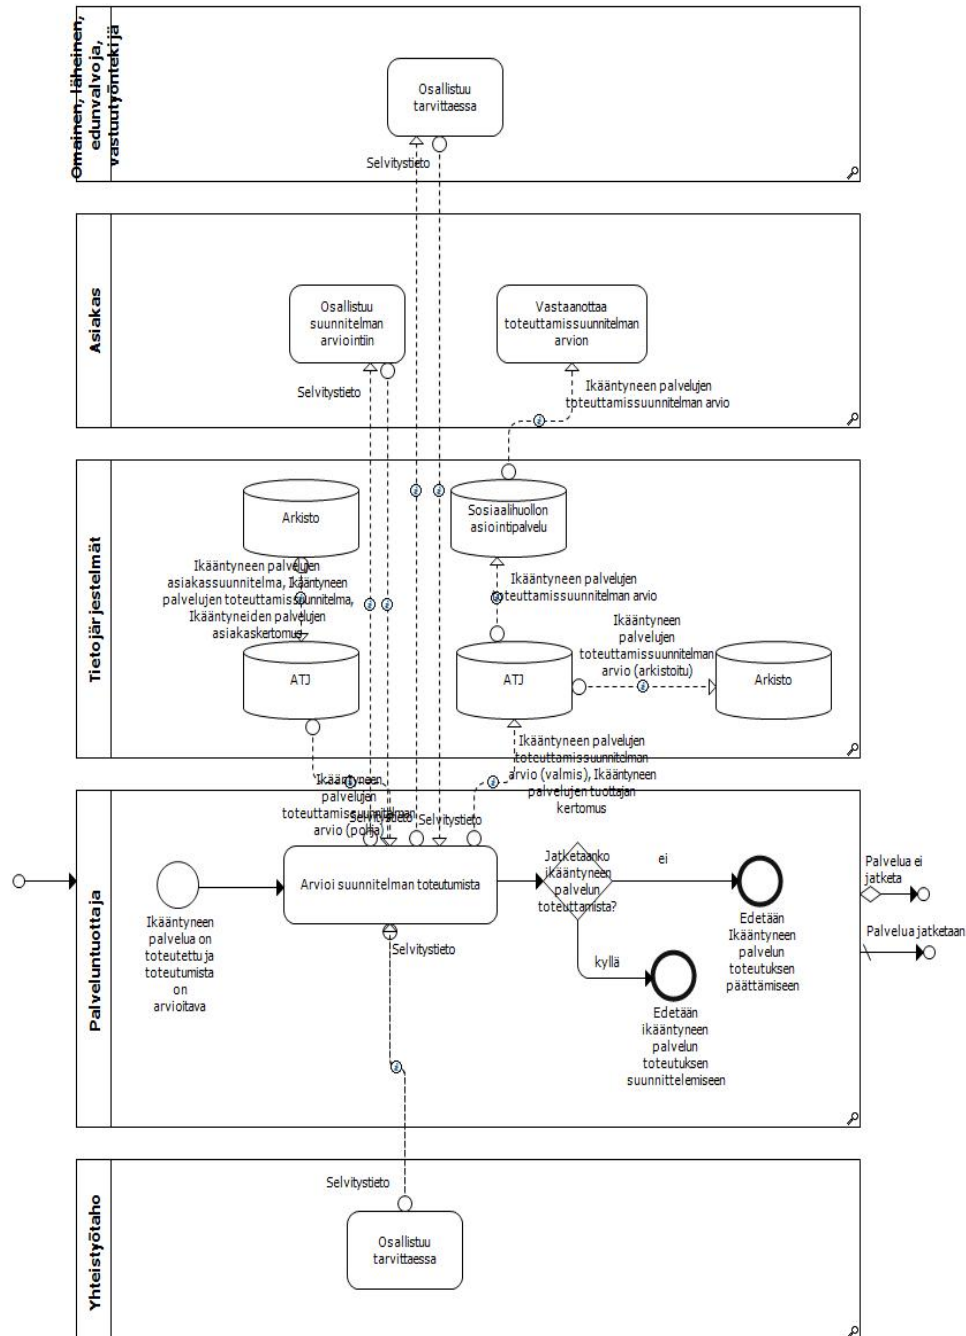 Omainen, läheinen,
edunvalvoja,
vastuutyöntekijä
Osallistuu
tarvittaessa
Selvitystieto
Asiakas
Osallistuu
suunnitelman
arviointiin
Vastaanottaa
toteuttamissuunnitelman
arvion
Selvitystieto
Ikääntyneen palvelujen
toteuttamissuunnitelman arvio
Tietojärjestelmät
Arkisto
Sosiaalihuollon
asiointipalvelu
Ikääntyneen palvelujen
asiakassuunnitelma, Ikääntyneen
palvelujen toteuttamissuunnitelma,
Ikääntyneiden palvelujen
asiakaskertomus
Ikääntyneen palvelujen
toteuttamissuunnitelman arvio
Ikääntyneen
palvelujen
toteuttamissuunnitelman
arvio (arkistoitu)
ATJ
ATJ
Arkisto
Ikääntyneen palvelujen
toteuttamissuunnitelman
arvio (valmis), Ikääntyneen
palvelujen tuottajan
kertomus
Ikääntyneen
palvelujen
toteuttamissuunnitelman
arvio (pohja)
Selvitystieto
Selvitystieto
Palveluntuottaja
Ikääntyneen
palvelua on
toteutettu ja
toteutumista
on
arvioitava
Arvioi suunnitelman toteutumista
Selvitystieto
Jatketaanko
ikääntyneen
palvelun
toteuttamista?
ei
kyllä
Edetään
Ikääntyneen
palvelun
toteutuksen
päättämiseen
Edetään
ikääntyneen
palvelun
toteutuksen
suunnittelemiseen
Palvelua ei
jatketa
Palvelua jatketaan
Yhteistyötaho
Selvitystieto
Osallistuu
tarvittaessa